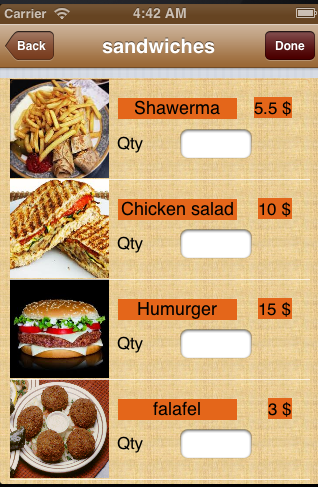 Carrier 4:42 AM
Back sandwiches Done
Shawerma 5.5 $
Qty
Chicken salad 10 $
Qty
Humurger 15 $
Qty
falafel 3 $
Qty